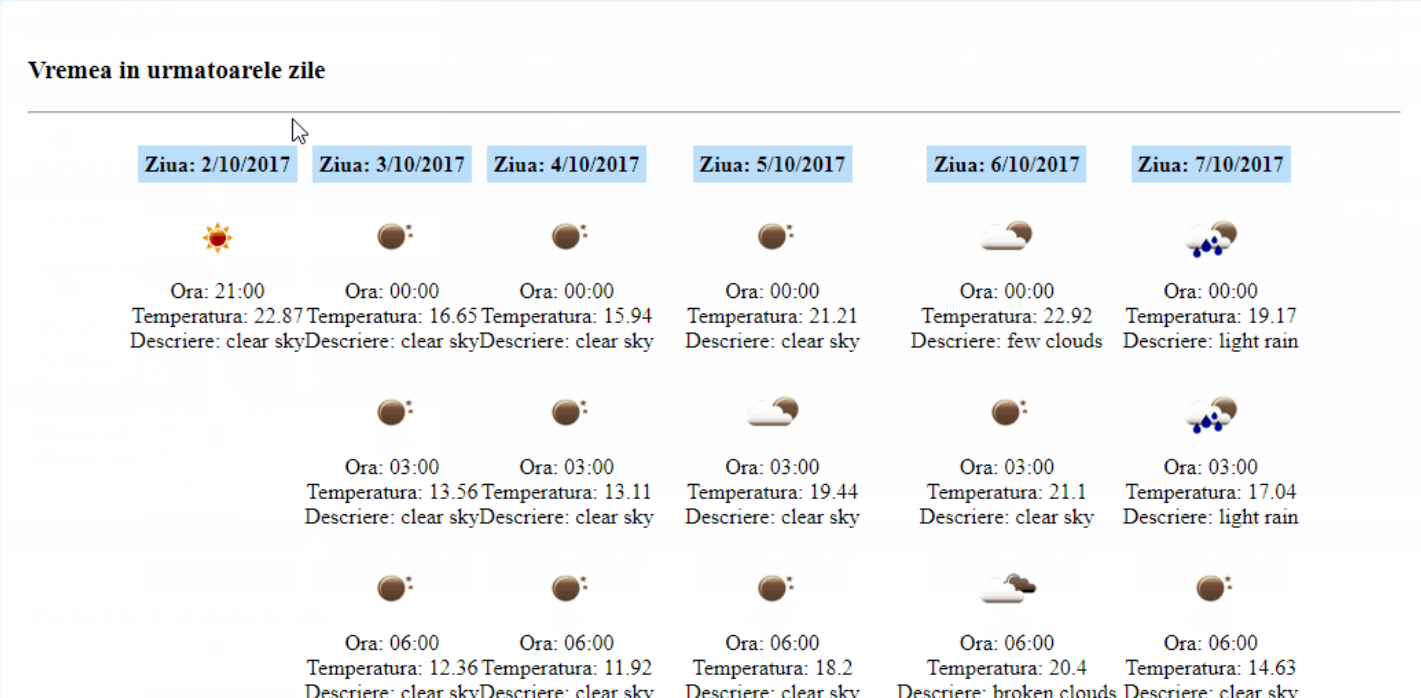 Vremea in urmatoarele zile
Ziua: 2/10/2017 Ziua: 3/10/2017 Ziua: 4/10/2017 Ziua: 5/10/2017 Ziua: 6/10/2017 Ziua: 7/10/2017
Ora: 21:00 Ora: 00:00 Ora: 00:00 Ora: 00:00 Ora: 00:00 Ora: 00:00
Temperatura: 22.87 Temperatura: 16.65 Temperatura: 15.94 Temperatura: 21.21 Temperatura: 22.92 Temperatura: 19.17
Descriere: clear sky Descriere: clear sky Descriere: clear sky Descriere: clear sky Descriere: few clouds Descriere: light rain
Ora: 03:00 Ora: 03:00 Ora: 03:00 Ora: 03:00 Ora: 03:00
Temperatura: 13.56 Temperatura: 13.11 Temperatura: 19.44 Temperatura: 21.1 Temperatura: 17.04
Descriere: clear sky Descriere: clear sky Descriere: clear sky Descriere: clear sky Descriere: light rain
Ora: 06:00 Ora: 06:00 Ora: 06:00 Ora: 06:00 Ora: 06:00
Temperatura: 12.36 Temperatura: 11.92 Temperatura: 18.2 Temperatura: 20.4 Temperatura: 14.63
Descriere: clear sky Descriere: clear sky Descriere: clear sky Descriere: broken clouds Descriere: clear sky